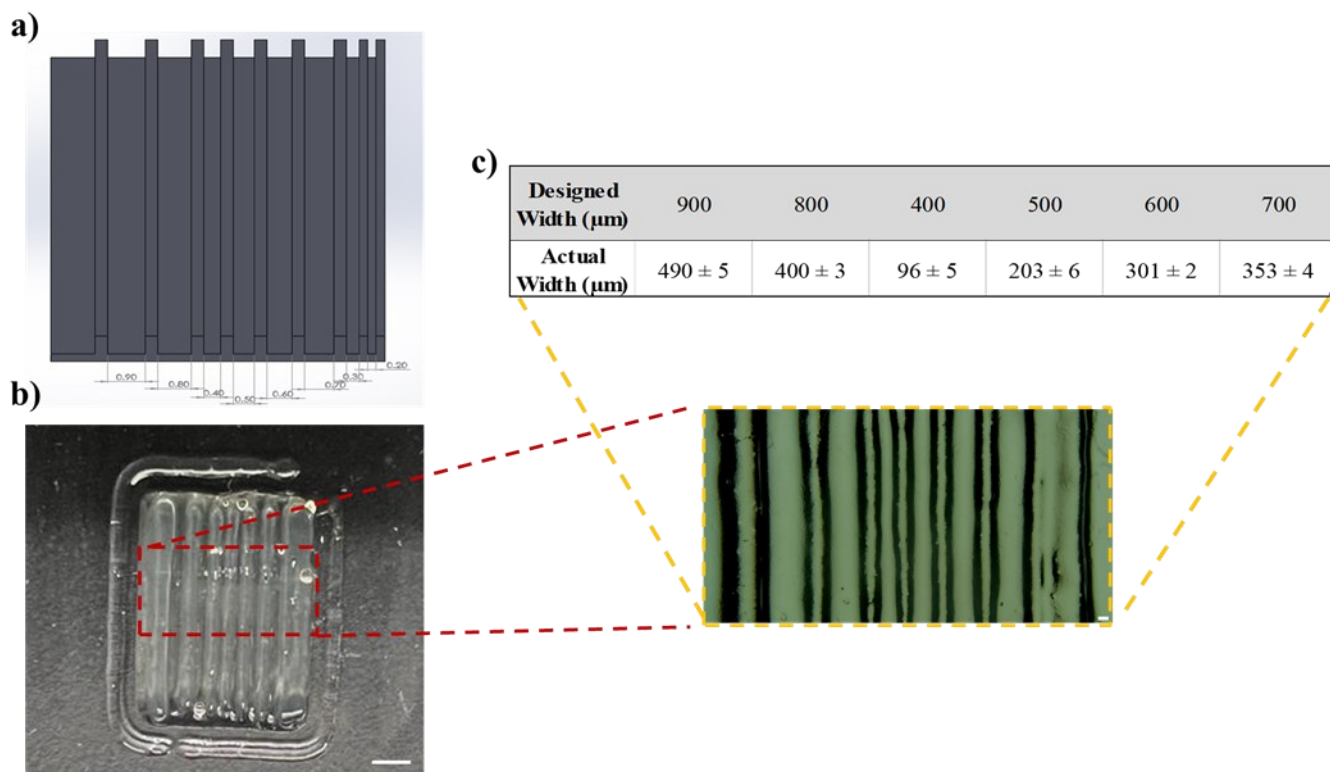 a)
0.90
0.80
0.40
0.50
0.60
0.70
0.30
0.20
b)
c)
Designed Width (μm) 900 800 400 500 600 700
Actual Width (μm) 490 ± 5 400 ± 3 96 ± 5 203 ± 6 301 ± 2 353 ± 4